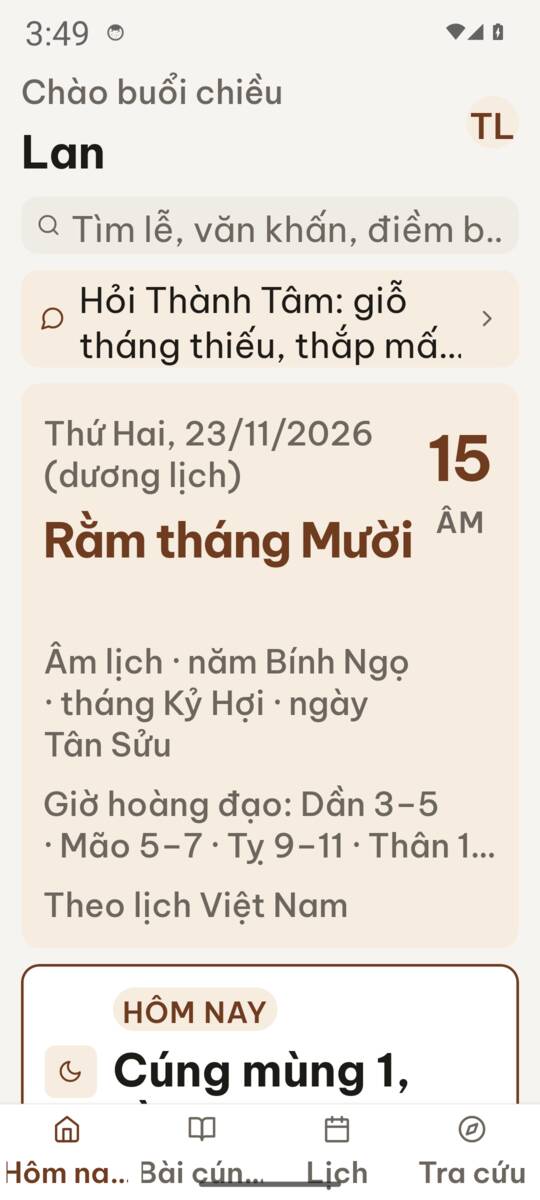 3:49
Chào buổi chiều
Lan
TL
Tìm lễ, văn khấn, điềm b..
Hỏi Thành Tâm: giỗ
tháng thiếu, thắp mấ...
Thứ Hai, 23/11/2026
(dương lịch)
15
ÂM
Rằm tháng Mười
Âm lịch · năm Bính Ngọ
· tháng Kỷ Hợi · ngày
Tân Sửu
Giờ hoàng đạo: Dần 3–5
· Mão 5–7 · Tỵ 9–11 · Thân 1...
Theo lịch Việt Nam
HÔM NAY
Cúng mùng 1,
Hôm na... Bài cún... Lịch Tra cứu